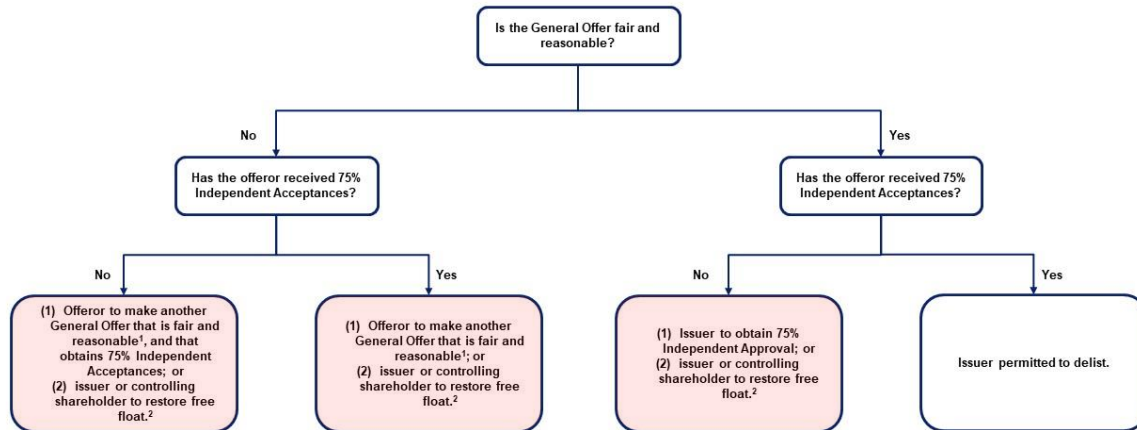 Is the General Offer fair and
reasonable?
No
Yes
Has the offeror received 75%
Independent Acceptances?
Has the offeror received 75%
Independent Acceptances?
No
Yes
No
Yes
(1) Offeror to make another
General Offer that is fair and
reasonable¹, and that
obtains 75% Independent
Acceptances; or
(2) issuer or controlling
shareholder to restore free
float.²
(1) Offeror to make another
General Offer that is fair and
reasonable¹; or
(2) issuer or controlling
shareholder to restore free
float.²
(1) Issuer to obtain 75%
Independent Approval; or
(2) issuer or controlling
shareholder to restore free
float.²
Issuer permitted to delist.